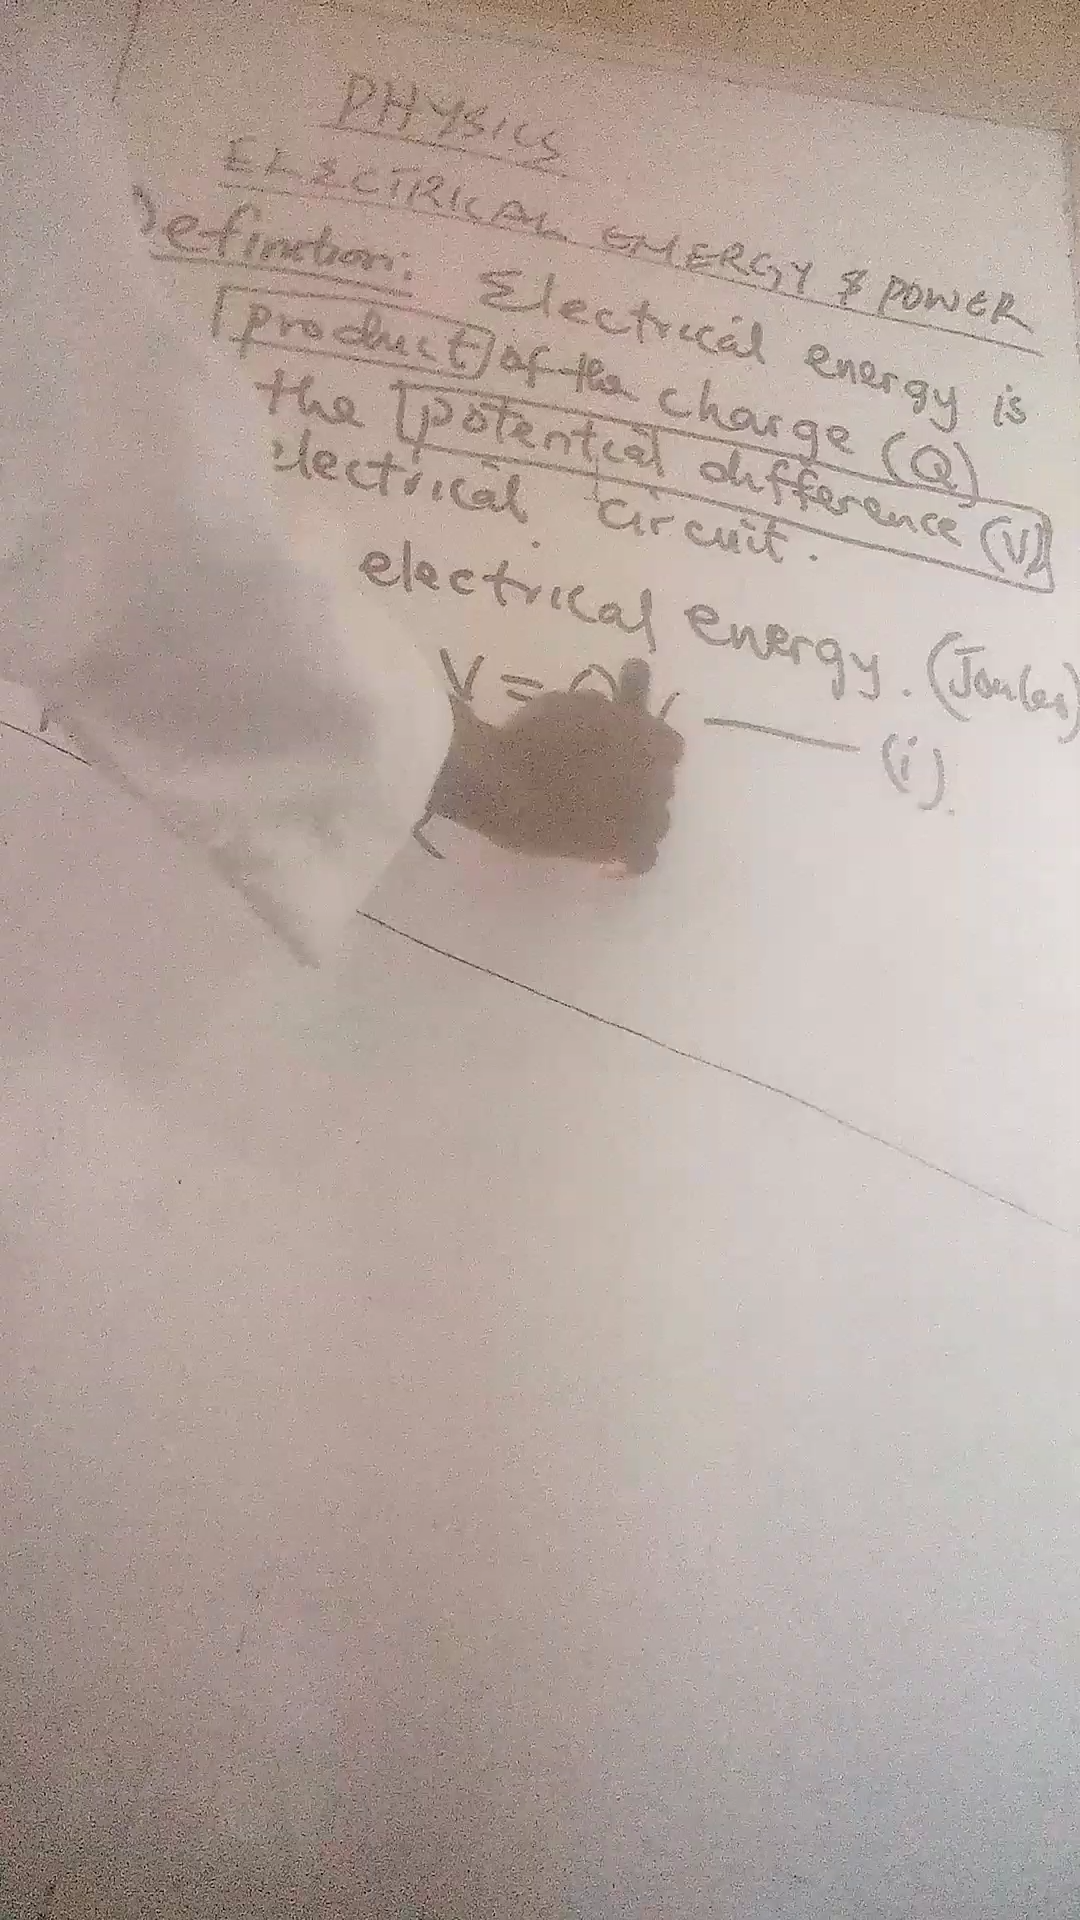 PHYSICS
ELECTRICAL ENERGY & POWER
Definition: Electrical energy is
product of the charge (Q)
the potential difference (V)
electrical circuit.
electrical energy. (Joules)
(i).